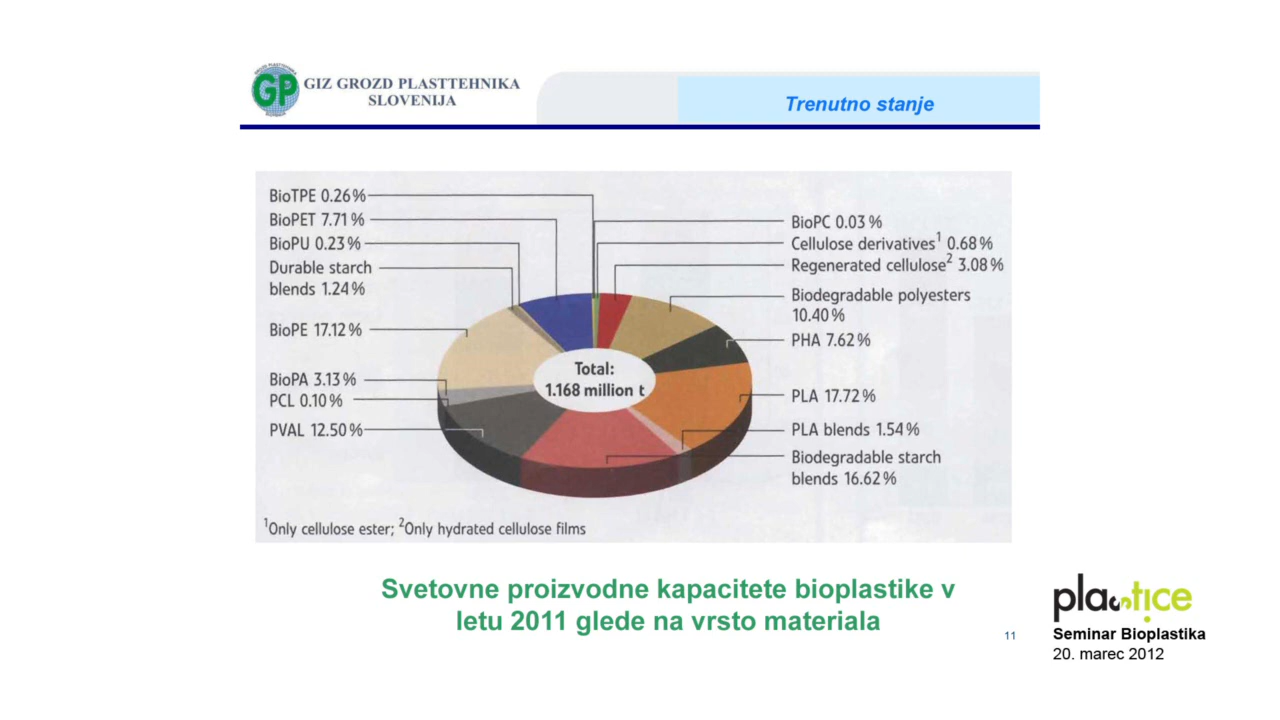 GP
GIZ GROZD PLASTTEHNIKA
SLOVENIJA
Trenutno stanje
BioTPE 0.26%
BioPET 7.71%
BioPU 0.23%
Durable starch
blends 1.24%
BioPE 17.12%
BioPA 3.13%
PCL 0.10%
PVAL 12.50%
BioPC 0.03%
Cellulose derivatives¹ 0.68%
Regenerated cellulose² 3.08%
Biodegradable polyesters
10.40%
PHA 7.62%
PLA 17.72%
PLA blends 1.54%
Biodegradable starch
blends 16.62%
Total:
1.168 million t
¹Only cellulose ester; ²Only hydrated cellulose films
Svetovne proizvodne kapacitete bioplastike v
letu 2011 glede na vrsto materiala
11
plastice
Seminar Bioplastika
20. marec 2012